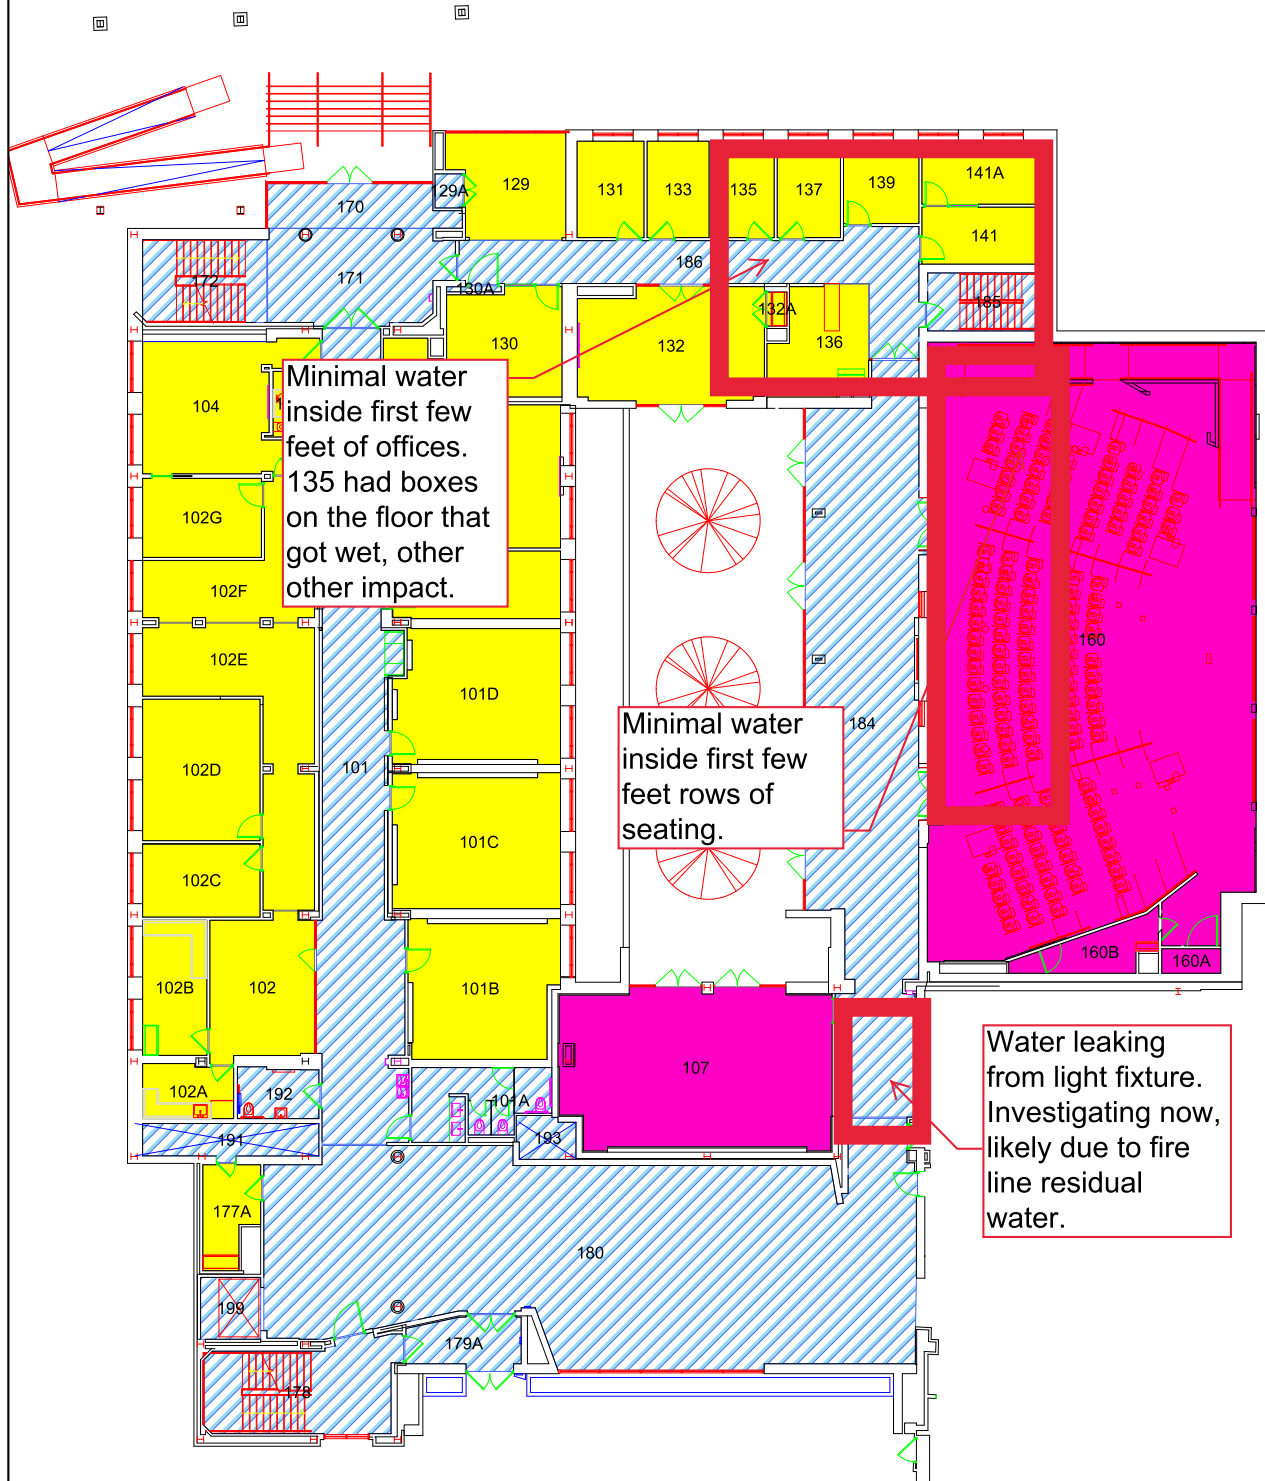 129
131
133
135
137
139
141A
129A
170
141
186
172
171
130A
185
132A
130
132
136
Minimal water
inside first few
feet of offices.
135 had boxes
on the floor that
got wet, other
other impact.
104
102G
102F
102E
160
101D
184
Minimal water
inside first few
feet rows of
seating.
101
102D
101C
102C
160B
160A
102B
102
101B
Water leaking
from light fixture.
Investigating now,
likely due to fire
line residual
water.
107
102A
192
101A
191
193
177A
180
199
179A
178